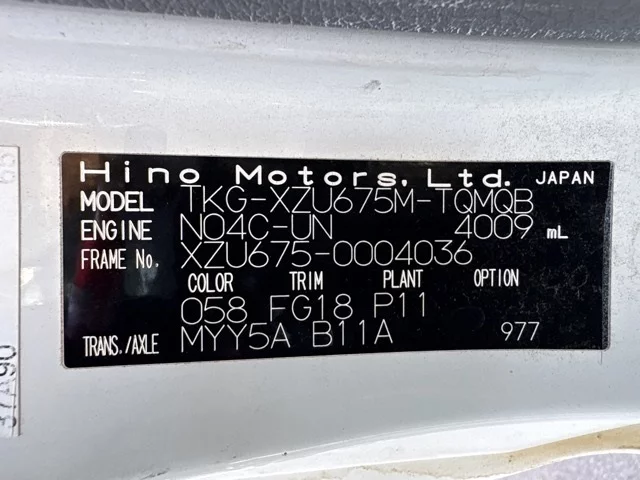 Hino Motors, Ltd. JAPAN
MODEL TKG-XZU675M-TQMQB
ENGINE N04C-UN 4009 mL
FRAME No. XZU675-0004036
COLOR TRIM PLANT OPTION
058 FG18 P11
TRANS./AXLE MYY5A B11A 977
37A90